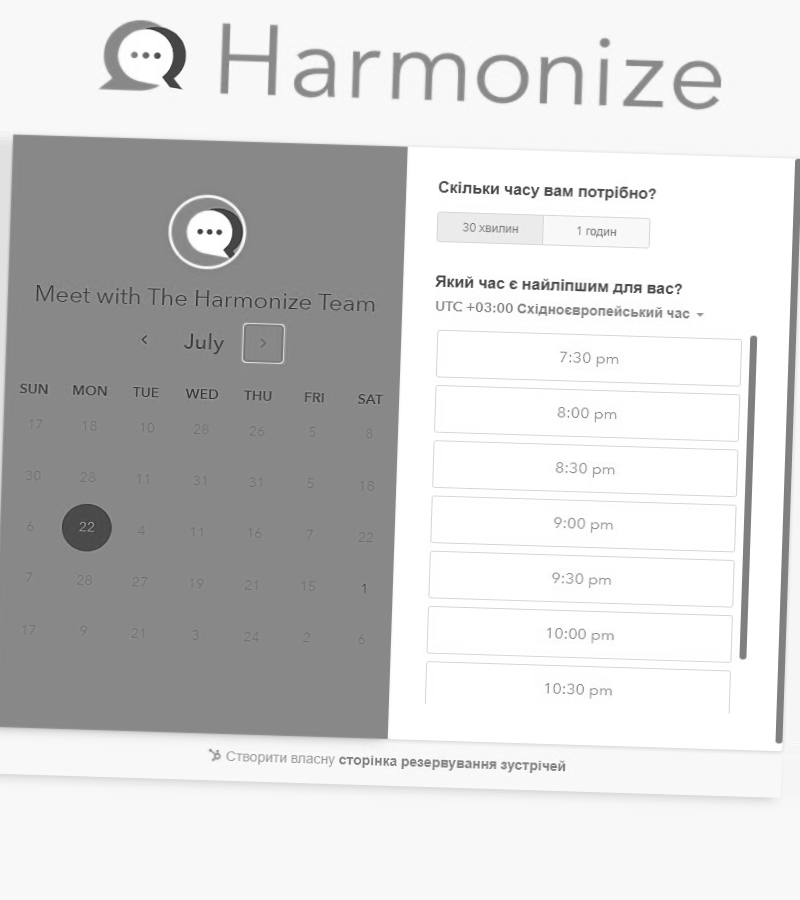 Harmonize
Meet with The Harmonize Team
July
SUN MON TUE WED THU FRI SAT
17 18 10 28 26 5 8
30 28 11 31 31 5 18
6 22 4 11 16 7 22
7 28 27 19 21 15 1
17 9 21 3 24 2 6
Скільки часу вам потрібно?
30 хвилин 1 годин
Який час є найліпшим для вас?
UTC +03:00 Східноєвропейський час
7:30 pm
8:00 pm
8:30 pm
9:00 pm
9:30 pm
10:00 pm
10:30 pm
Створити власну сторінка резервування зустрічей